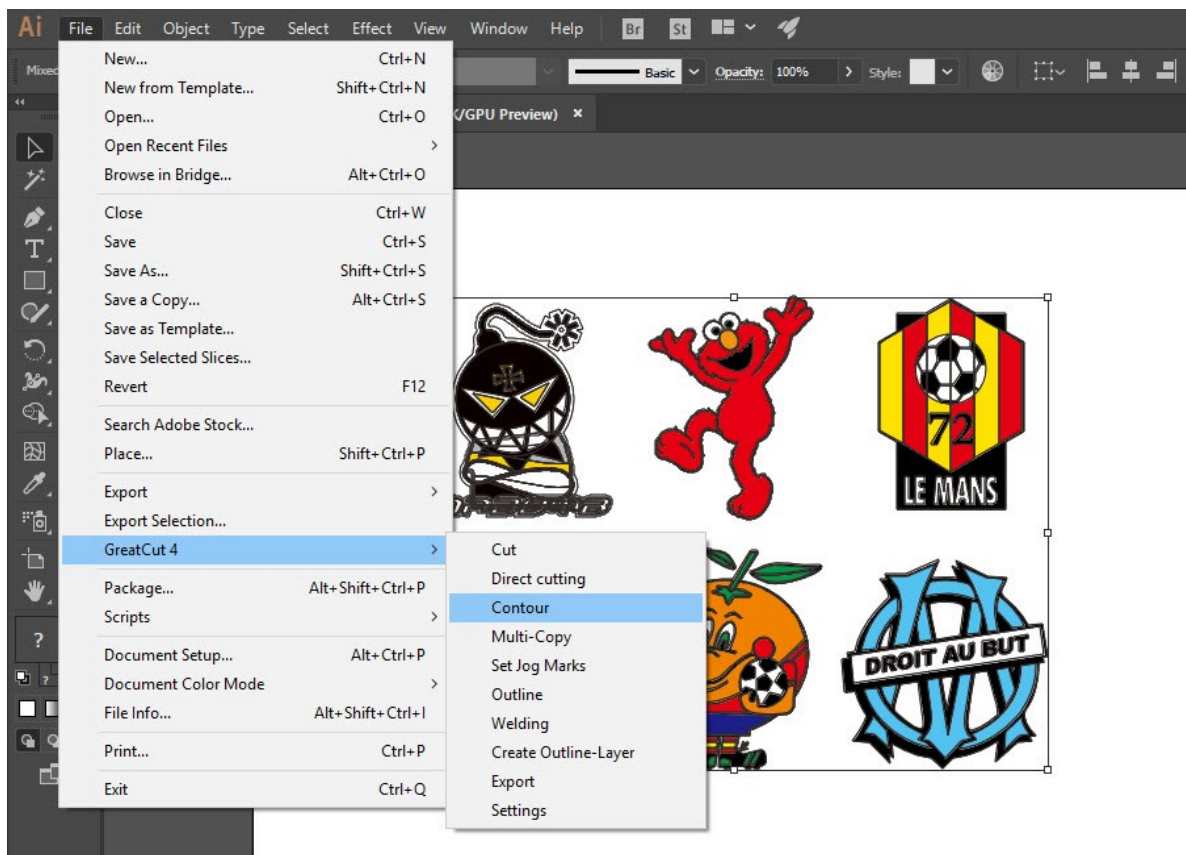 Ai File Edit Object Type Select Effect View Window Help Br St
Mixed Basic Opacity: 100% Style:
/GPU Preview) ×
New... Ctrl+N
New from Template... Shift+Ctrl+N
Open... Ctrl+O
Open Recent Files
Browse in Bridge... Alt+Ctrl+O
Close Ctrl+W
Save Ctrl+S
Save As... Shift+Ctrl+S
Save a Copy... Alt+Ctrl+S
Save as Template...
Save Selected Slices...
Revert F12
Search Adobe Stock...
Place... Shift+Ctrl+P
Export
Export Selection...
GreatCut 4
Package... Alt+Shift+Ctrl+P
Scripts
Document Setup... Alt+Ctrl+P
Document Color Mode
File Info... Alt+Shift+Ctrl+I
Print... Ctrl+P
Exit Ctrl+Q
Cut
Direct cutting
Contour
Multi-Copy
Set Jog Marks
Outline
Welding
Create Outline-Layer
Export
Settings
72
LE MANS
DROIT AU BUT